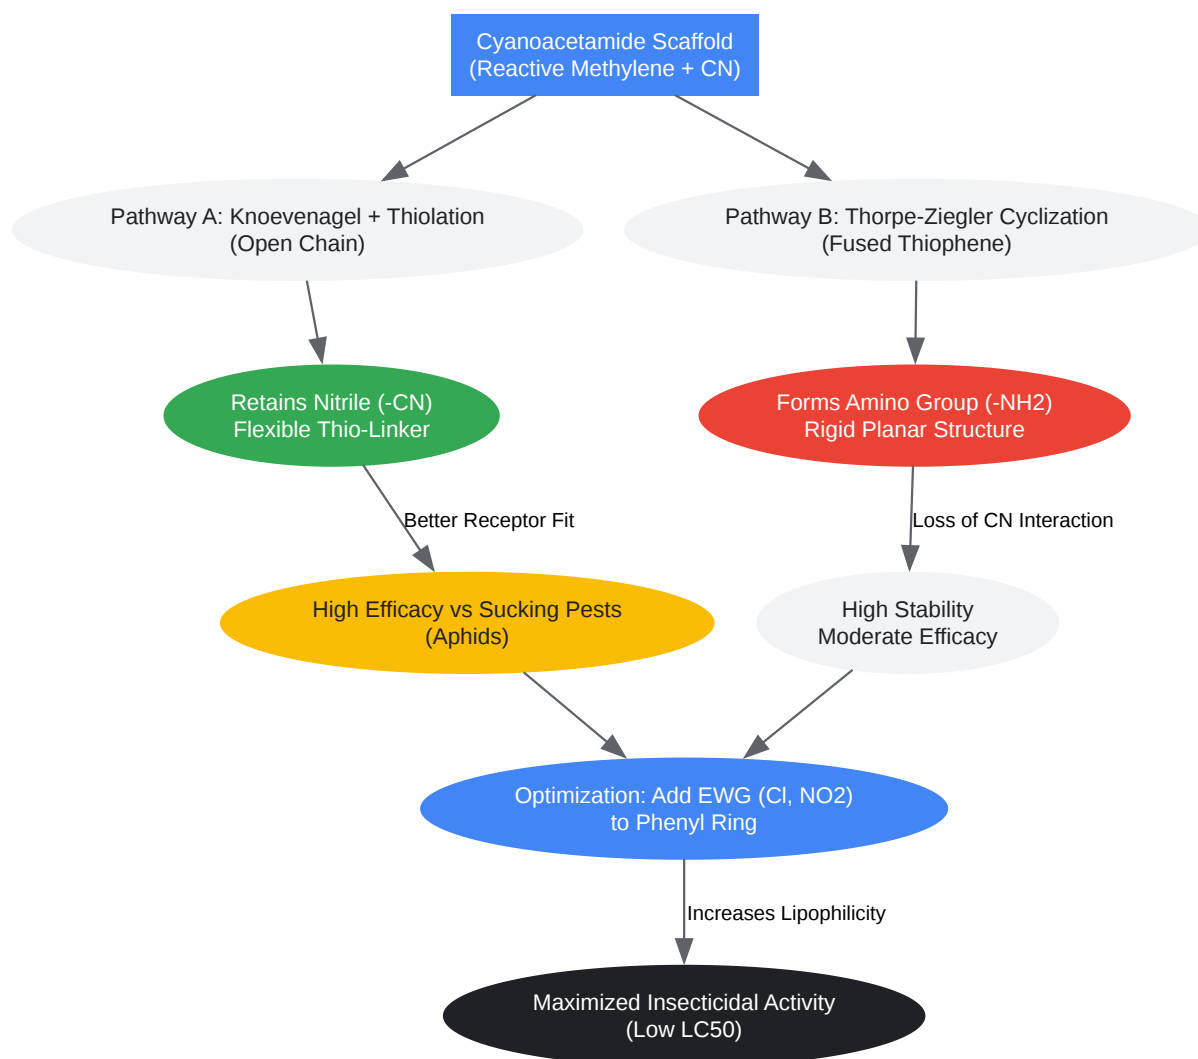 Cyanoacetamide Scaffold
(Reactive Methylene + CN)
Pathway A: Knoevenagel + Thiolation
(Open Chain)
Pathway B: Thorpe-Ziegler Cyclization
(Fused Thiophene)
Retains Nitrile (-CN)
Flexible Thio-Linker
Forms Amino Group (-NH2)
Rigid Planar Structure
Better Receptor Fit
Loss of CN Interaction
High Efficacy vs Sucking Pests
(Aphids)
High Stability
Moderate Efficacy
Optimization: Add EWG (Cl, NO2)
to Phenyl Ring
Increases Lipophilicity
Maximized Insecticidal Activity
(Low LC50)